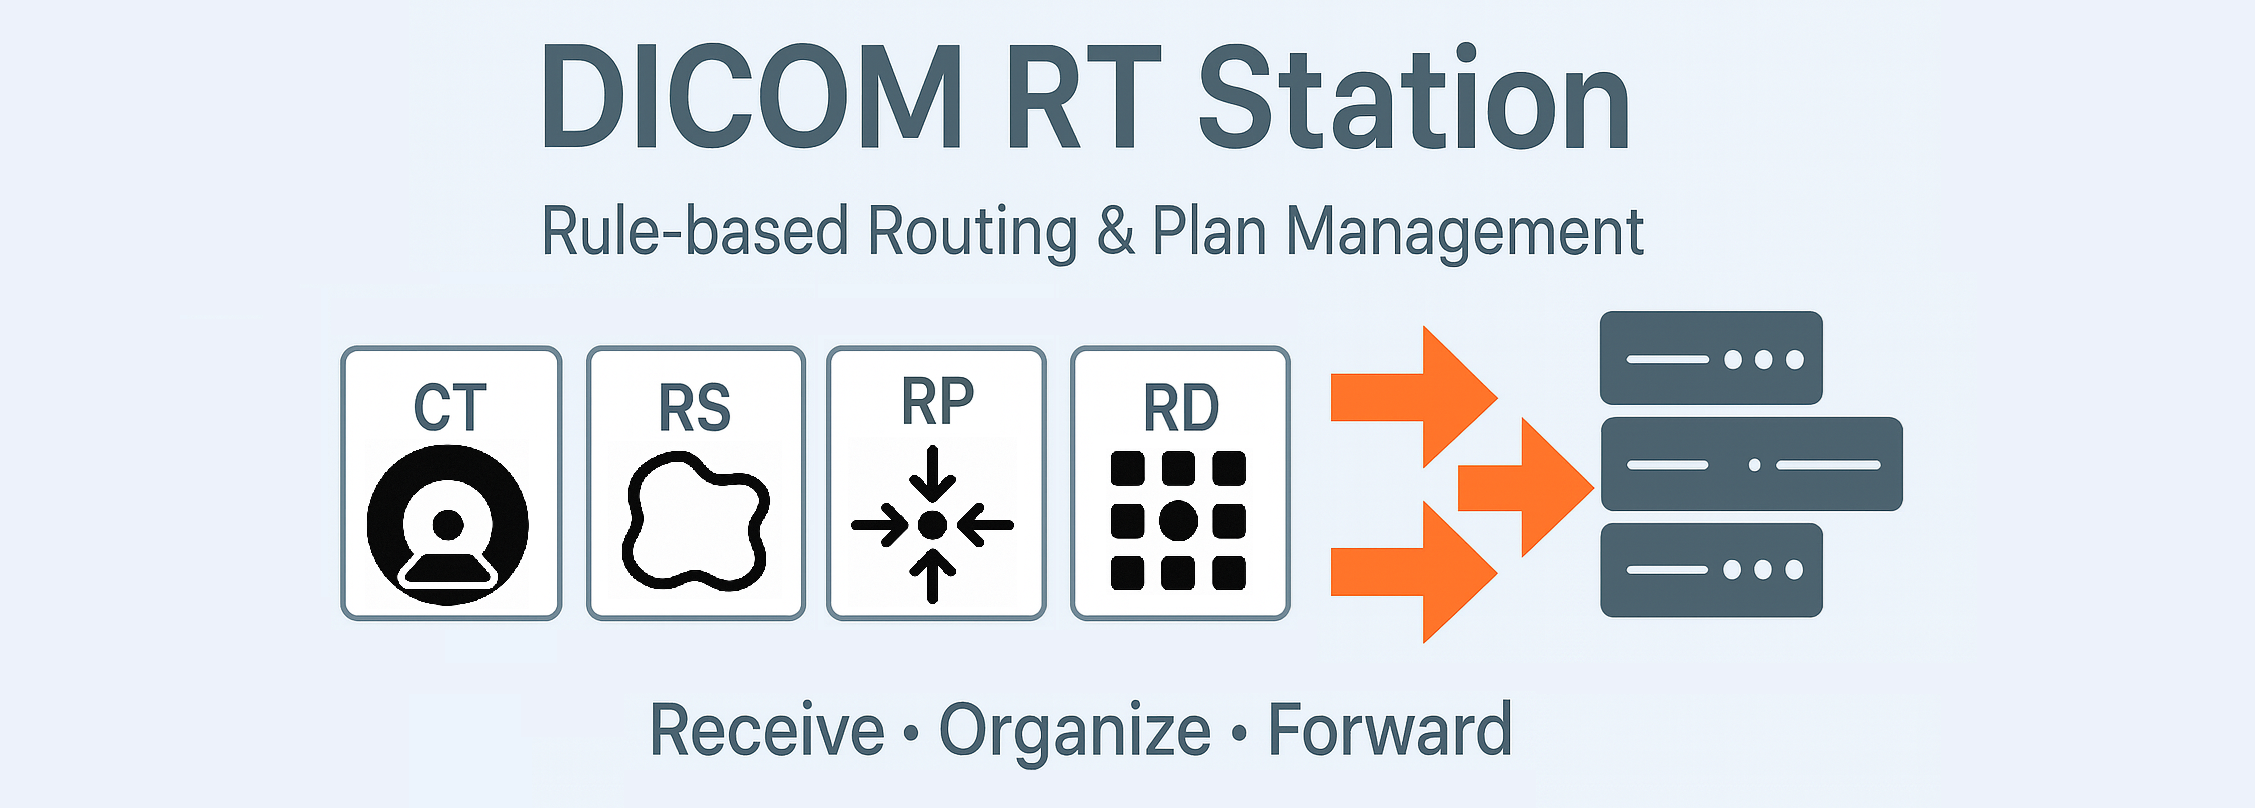 DICOM RT Station
Rule-based Routing & Plan Management
CT
RS
RP
RD
Receive • Organize • Forward